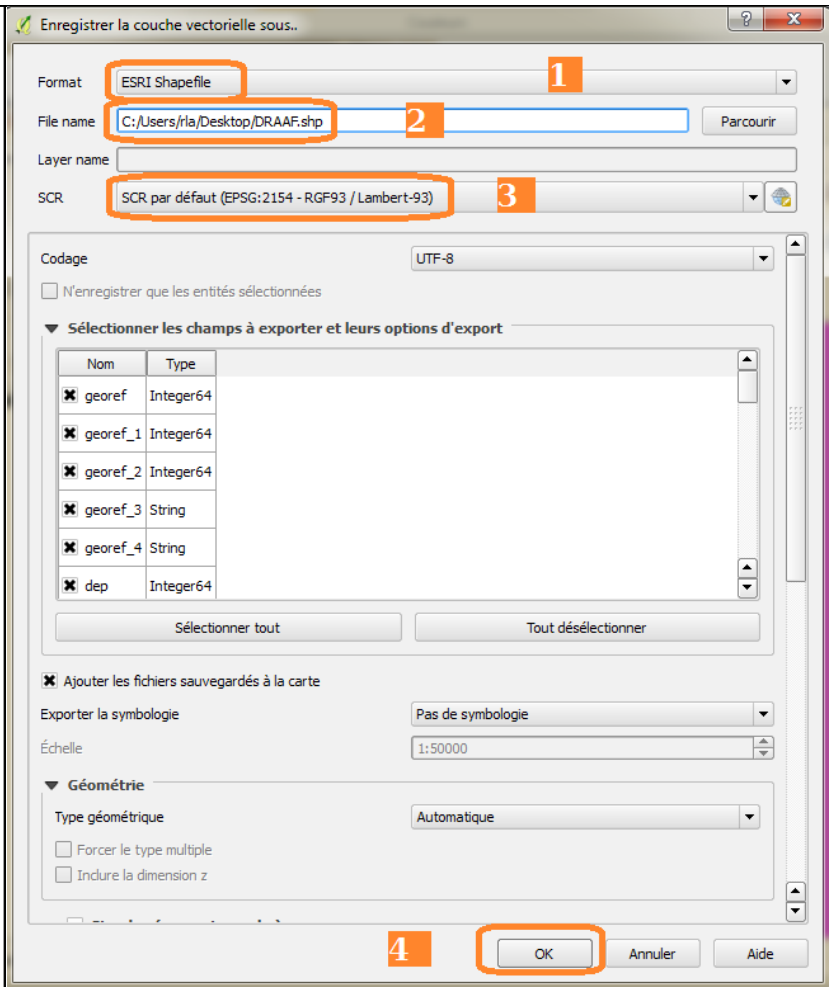 Enregistrer la couche vectorielle sous..
Format ESRI Shapefile 1
File name C:/Users/rla/Desktop/DRAAF.shp 2 Parcourir
Layer name
SCR SCR par défaut (EPSG:2154 - RGF93 / Lambert-93) 3
Codage UTF-8
N'enregistrer que les entités sélectionnées
Sélectionner les champs à exporter et leurs options d'export
Nom Type
georef Integer64
georef_1 Integer64
georef_2 Integer64
georef_3 String
georef_4 String
dep Integer64
Sélectionner tout Tout désélectionner
Ajouter les fichiers sauvegardés à la carte
Exporter la symbologie Pas de symbologie
Échelle 1:50000
Géométrie
Type géométrique Automatique
Forcer le type multiple
Inclure la dimension z
4 OK Annuler Aide